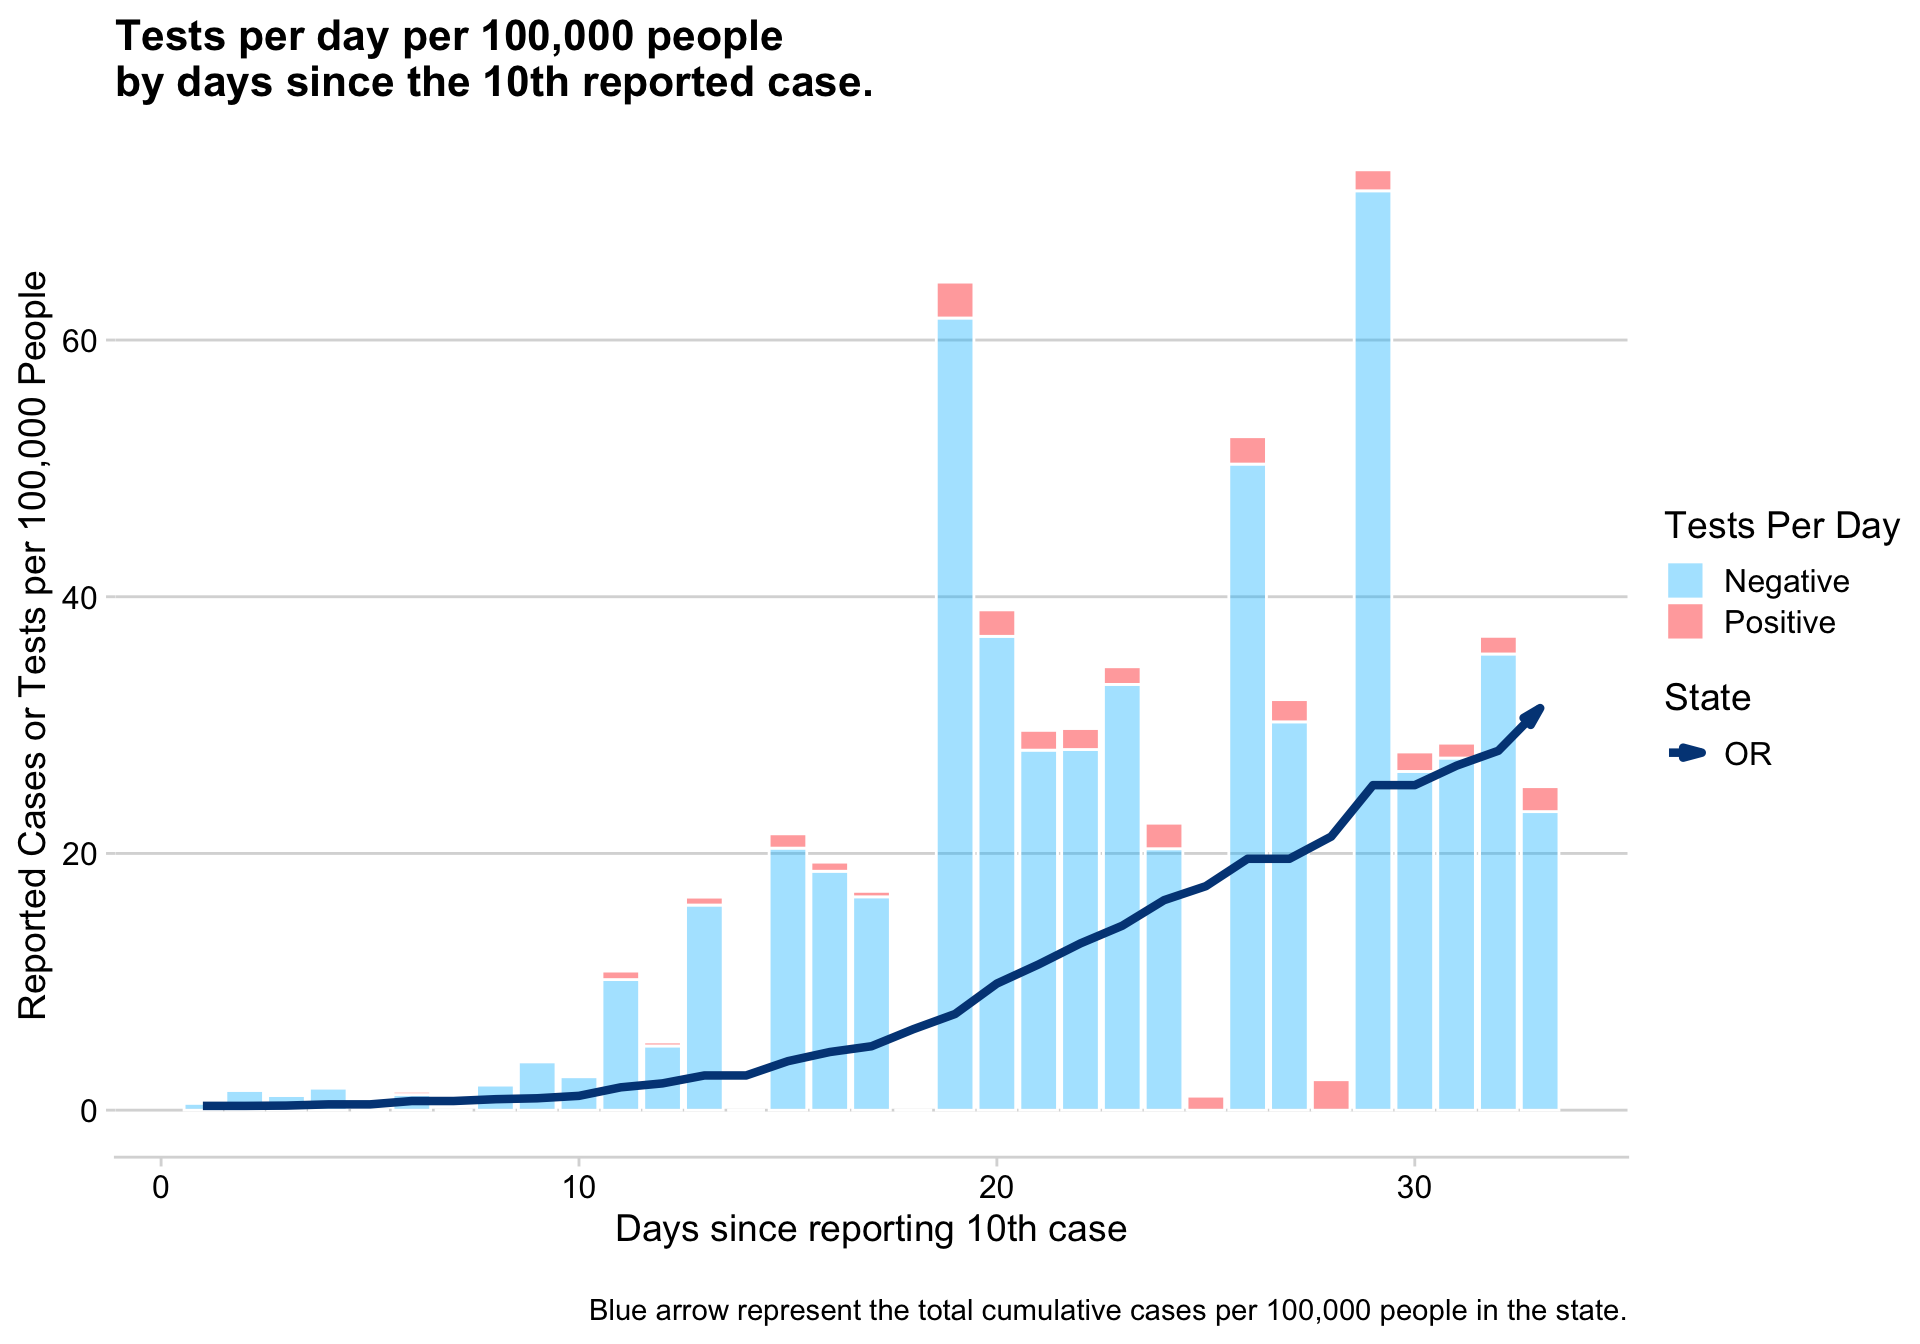 Tests per day per 100,000 people
by days since the 10th reported case.
Reported Cases or Tests per 100,000 People
60
40
20
0
0
10
20
30
Days since reporting 10th case
Tests Per Day
Negative
Positive
State
OR
Blue arrow represent the total cumulative cases per 100,000 people in the state.